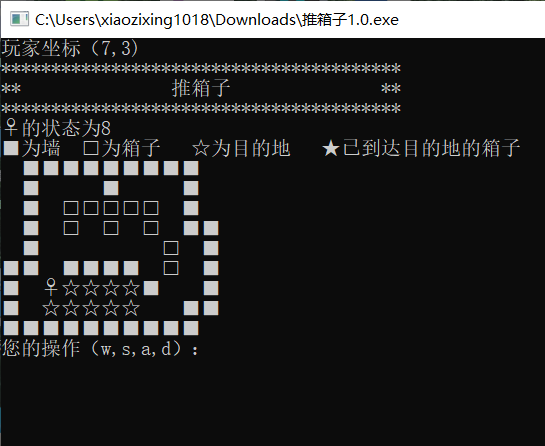 C:\Users\xiaozixing1018\Downloads\推箱子1.0.exe
玩家坐标（7,3)
****************************************
**               推箱子               **
****************************************
♀的状态为8
■为墙  □为箱子   ☆为目的地   ★已到达目的地的箱子
  ■■■■■■■■■
  ■      ■      ■
  ■  □□□□□  ■
  ■  □  □  □  ■■
  ■            □  ■
■■  ■■■■  □  ■
■  ♀☆☆☆☆■    ■
■  ☆☆☆☆☆    ■■
■■■■■■■■■■
您的操作（w,s,a,d）：